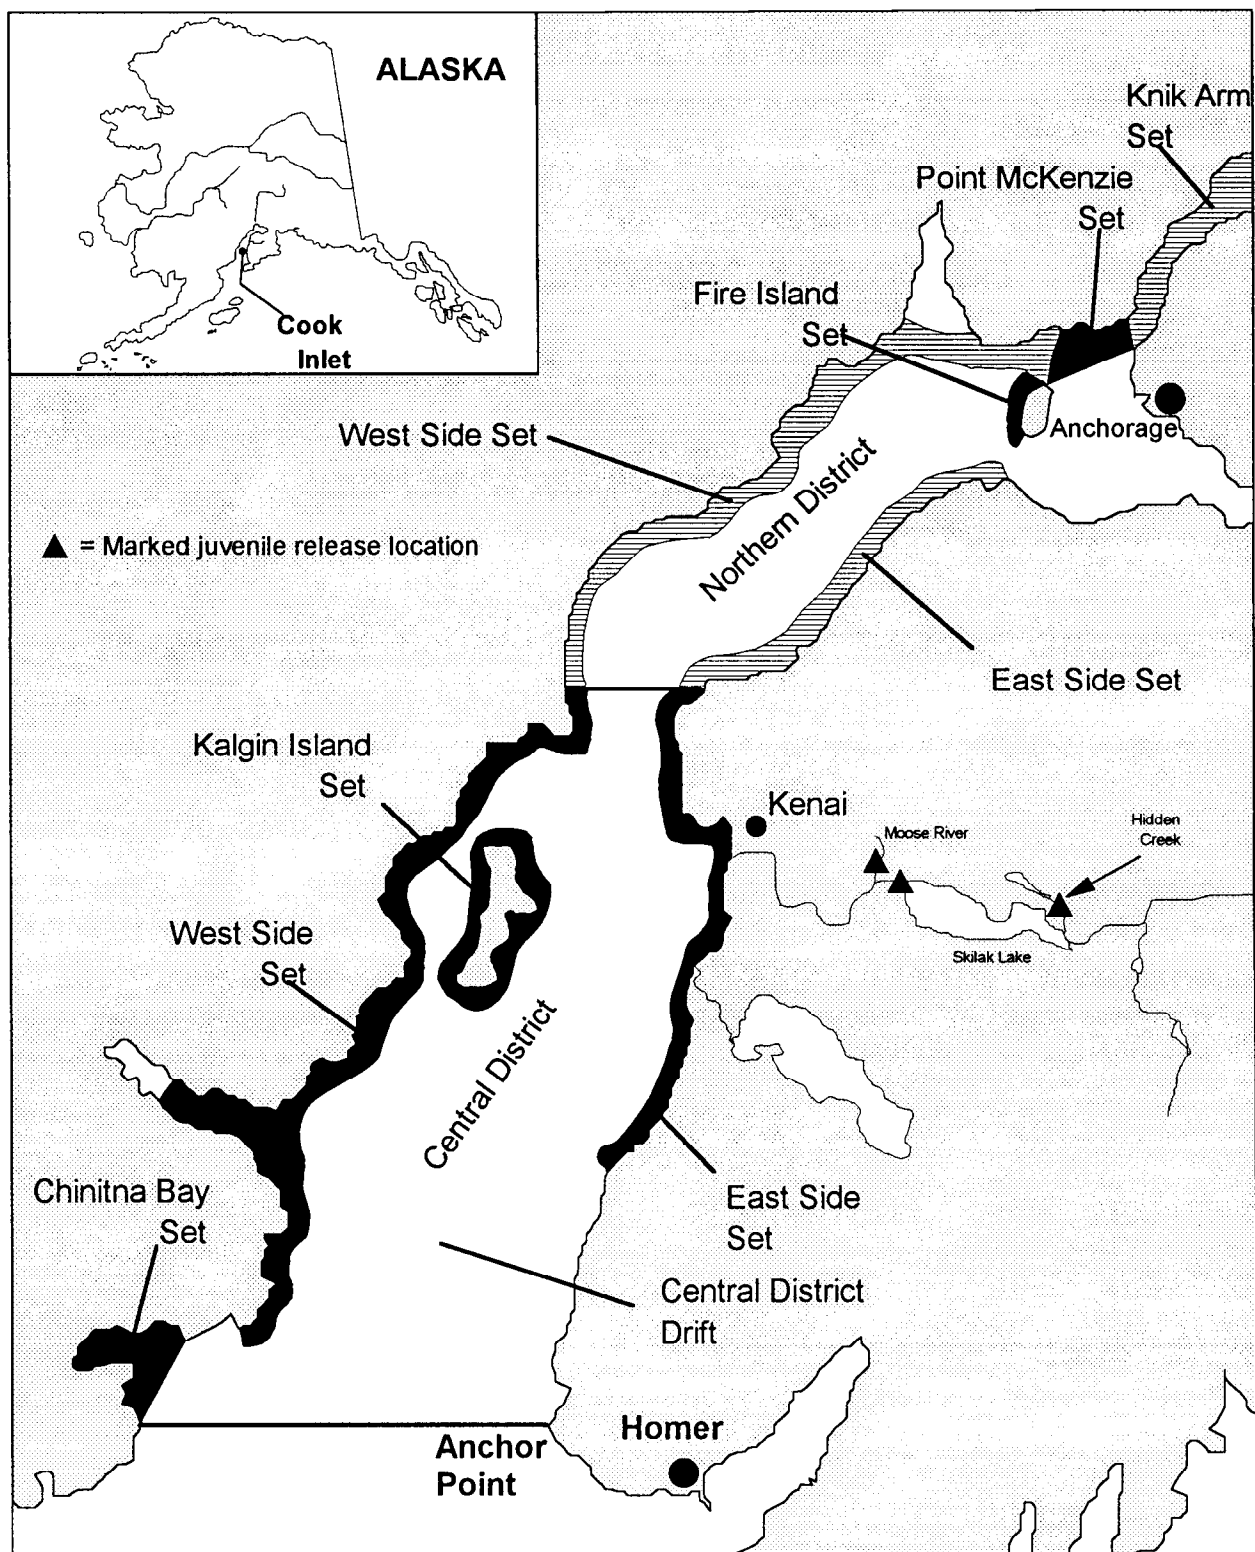 ALASKA
Cook
Inlet
Knik Arm
Set
Point McKenzie
Set
Fire Island
Set
West Side Set
Anchorage
Northern District
▲ = Marked juvenile release location
East Side Set
Kalgin Island
Set
Kenai
Moose River
Hidden
Creek
Skilak Lake
West Side
Set
Central District
Chinitna Bay
Set
East Side
Set
Central District
Drift
Homer
Anchor
Point